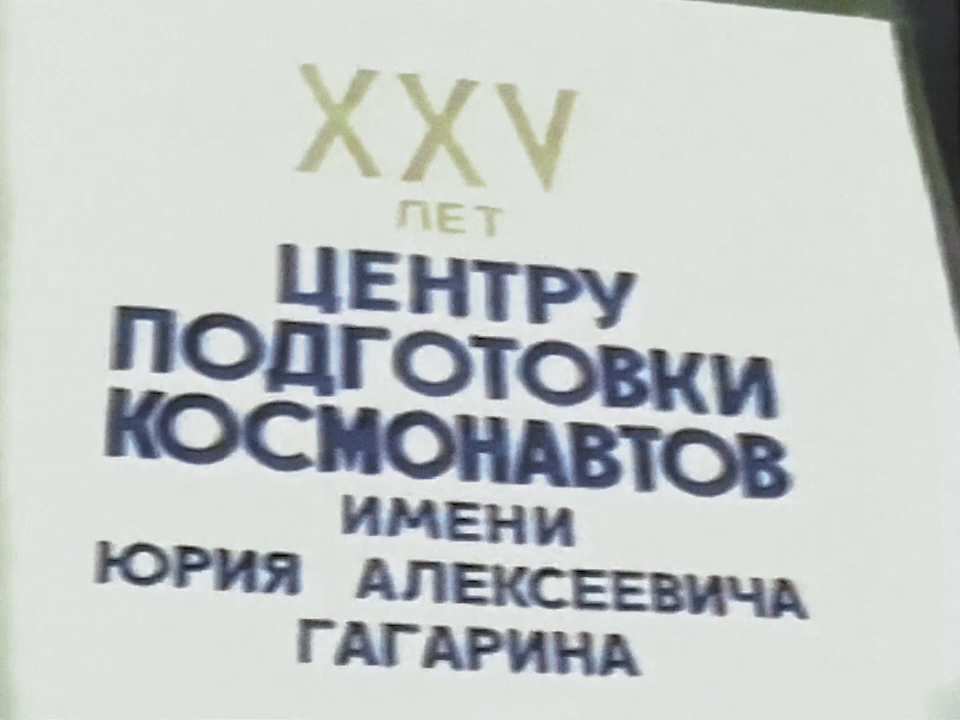 XXV
ЛЕТ
ЦЕНТРУ
ПОДГОТОВКИ
КОСМОНАВТОВ
ИМЕНИ
ЮРИЯ АЛЕКСЕЕВИЧА
ГАГАРИНА